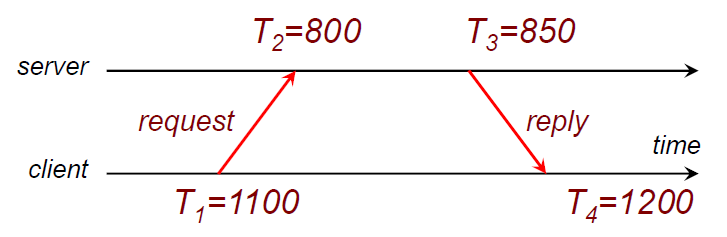 T2=800
T3=850
server
request
reply
time
client
T1=1100
T4=1200